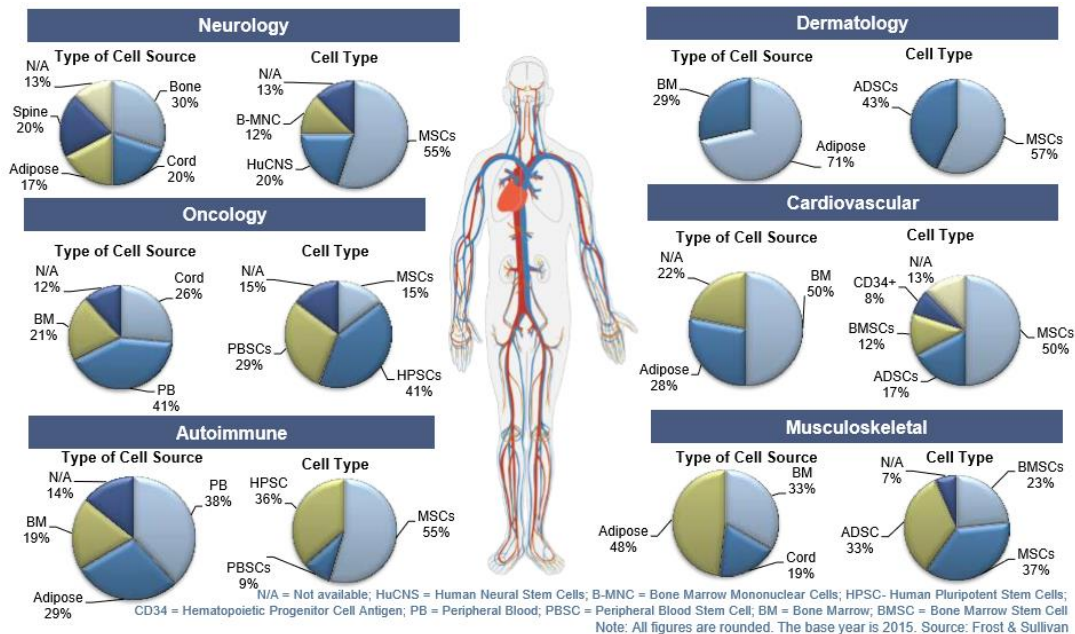 Neurology
Type of Cell Source
N/A
13%
Bone
30%
Spine
20%
Adipose
17%
Cord
20%
Cell Type
N/A
13%
B-MNC
12%
HuCNS
20%
MSCs
55%
Dermatology
Type of Cell Source
BM
29%
Adipose
71%
Cell Type
ADSCs
43%
MSCs
57%
Oncology
Type of Cell Source
N/A
12%
Cord
26%
BM
21%
PB
41%
Cell Type
N/A
15%
MSCs
15%
PBSCs
29%
HPSCs
41%
Cardiovascular
Type of Cell Source
N/A
22%
BM
50%
Adipose
28%
Cell Type
N/A
13%
CD34+
8%
BMSCs
12%
ADSCs
17%
MSCs
50%
Autoimmune
Type of Cell Source
N/A
14%
PB
38%
BM
19%
Adipose
29%
Cell Type
HPSC
36%
MSCs
55%
PBSCs
9%
Musculoskeletal
Type of Cell Source
BM
33%
Adipose
48%
Cord
19%
Cell Type
N/A
7%
BMSCs
23%
ADSC
33%
MSCs
37%
N/A = Not available; HuCNS = Human Neural Stem Cells; B-MNC = Bone Marrow Mononuclear Cells; HPSC- Human Pluripotent Stem Cells;
CD34 = Hematopoietic Progenitor Cell Antigen; PB = Peripheral Blood; PBSC = Peripheral Blood Stem Cell; BM = Bone Marrow; BMSC = Bone Marrow Stem Cell
Note: All figures are rounded. The base year is 2015. Source: Frost & Sullivan